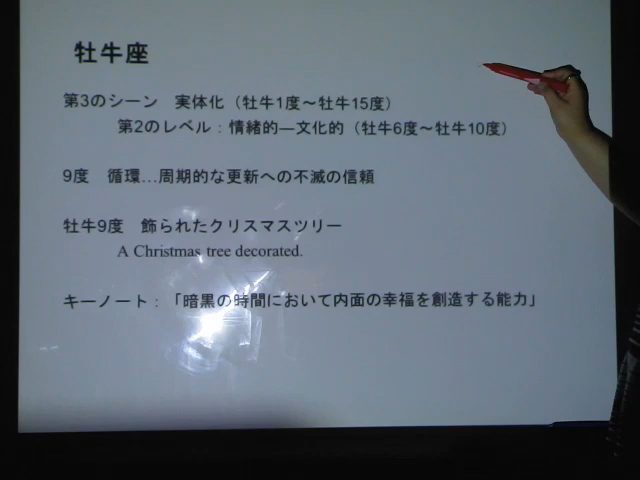 牡牛座
第3のシーン　実体化（牡牛1度～牡牛15度）
第2のレベル：情緒的―文化的（牡牛6度～牡牛10度）
9度　循環…周期的な更新への不滅の信頼
牡牛9度　飾られたクリスマスツリー
A Christmas tree decorated.
キーノート：「暗黒の時間において内面の幸福を創造する能力」